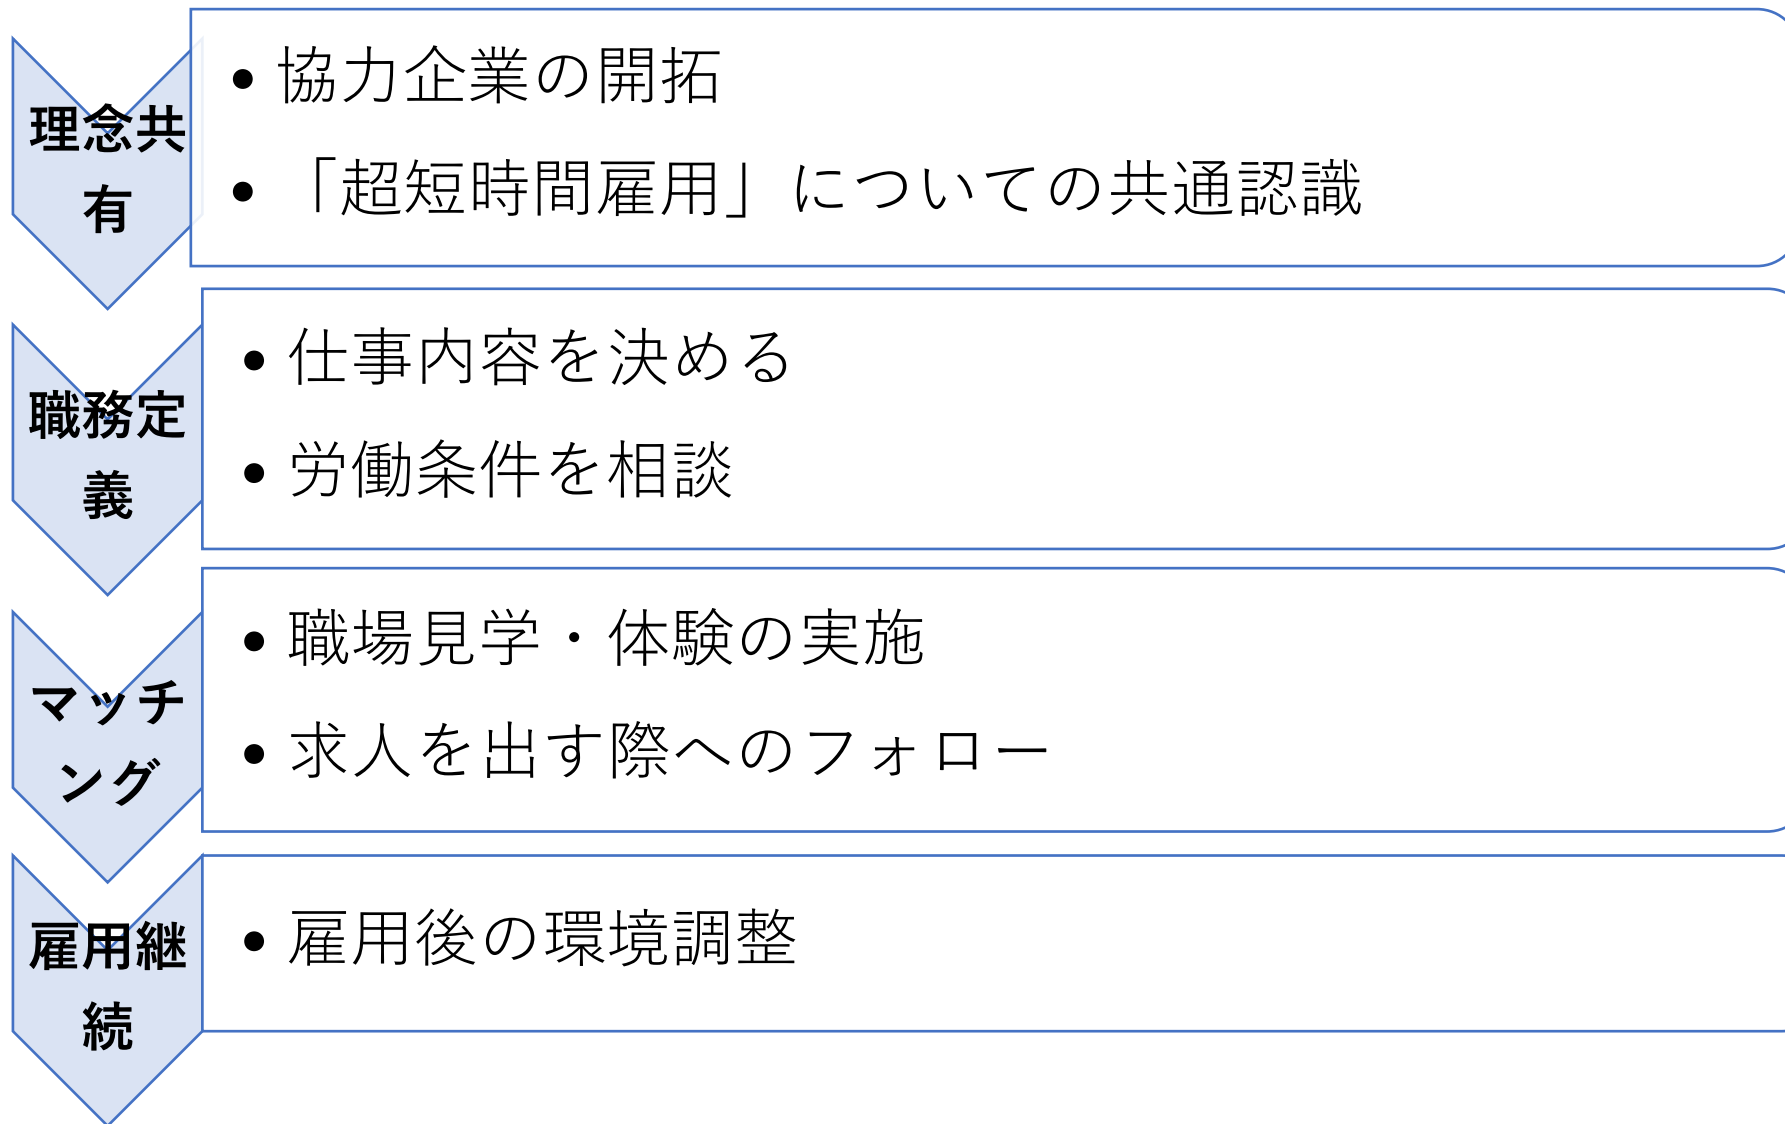 理念共
有
• 協力企業の開拓
• 「超短時間雇用」についての共通認識
職務定
義
• 仕事内容を決める
• 労働条件を相談
マッチ
ング
• 職場見学・体験の実施
• 求人を出す際へのフォロー
雇用継
続
• 雇用後の環境調整